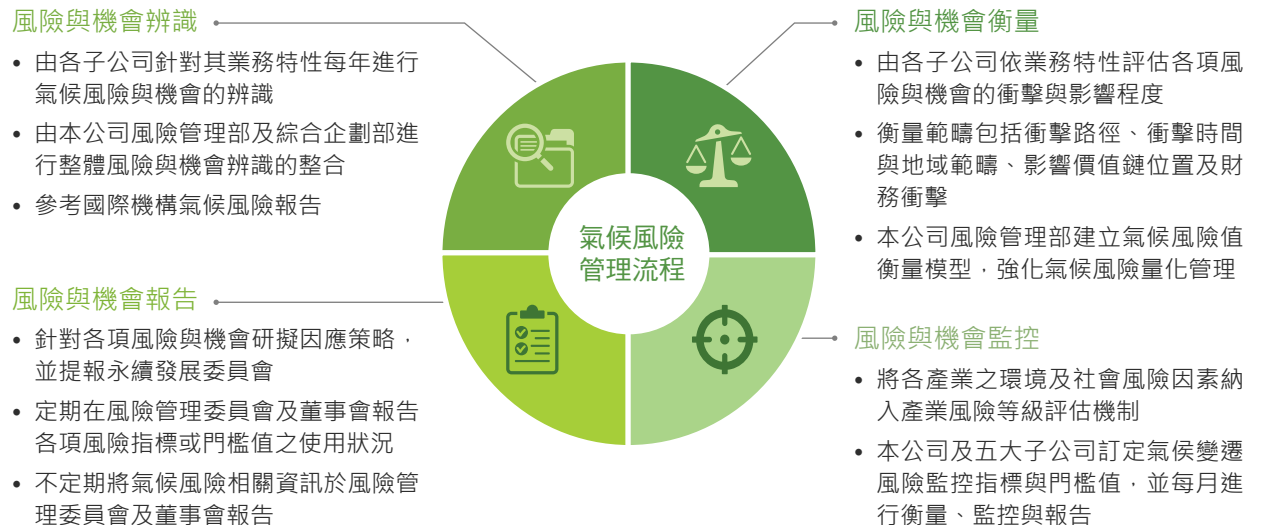 風險與機會辨識
• 由各子公司針對其業務特性每年進行
氣候風險與機會的辨識
• 由本公司風險管理部及綜合企劃部進
行整體風險與機會辨識的整合
• 參考國際機構氣候風險報告
風險與機會衡量
• 由各子公司依業務特性評估各項風
險與機會的衝擊與影響程度
• 衡量範疇包括衝擊路徑、衝擊時間
與地域範疇、影響價值鏈位置及財
務衝擊
• 本公司風險管理部建立氣候風險值
衡量模型，強化氣候風險量化管理
氣候風險
管理流程
風險與機會報告
• 針對各項風險與機會研擬因應策略，
並提報永續發展委員會
• 定期在風險管理委員會及董事會報告
各項風險指標或門檻值之使用狀況
• 不定期將氣候風險相關資訊於風險管
理委員會及董事會報告
風險與機會監控
• 將各產業之環境及社會風險因素納
入產業風險等級評估機制
• 本公司及五大子公司訂定氣候變遷
風險監控指標與門檻值，並每月進
行衡量、監控與報告